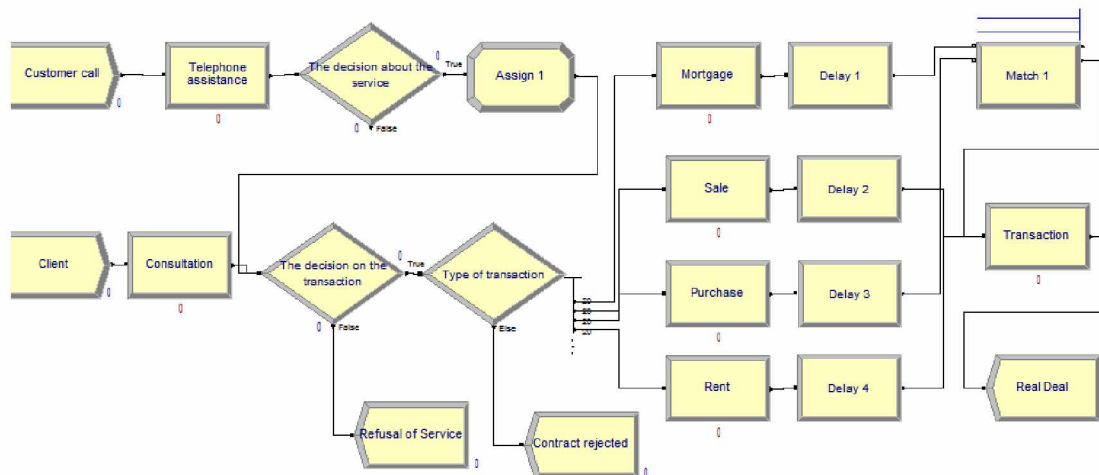 Customer call
0
Telephone
assistance
0
The decision about the
service
0
True
0
False
Assign 1
Mortgage
0
Delay 1
Match 1
Sale
0
Delay 2
Client
0
Consultation
0
The decision on the
transaction
0
True
0
False
Type of transaction
Else
20
20
20
20
Purchase
0
Delay 3
Transaction
0
Rent
0
Delay 4
Real Deal
Refusal of Service
0
Contract rejected
0